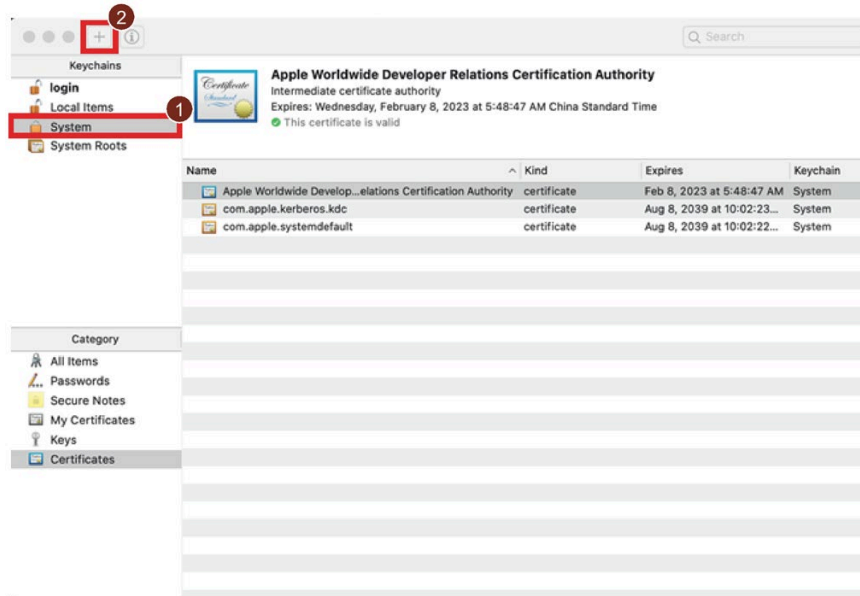 2
Search
Keychains
login
1
Local Items
System
System Roots
Certificate
Standard
Apple Worldwide Developer Relations Certification Authority
Intermediate certificate authority
Expires: Wednesday, February 8, 2023 at 5:48:47 AM China Standard Time
This certificate is valid
Name Kind Expires Keychain
Apple Worldwide Develop...elations Certification Authority certificate Feb 8, 2023 at 5:48:47 AM System
com.apple.kerberos.kdc certificate Aug 8, 2039 at 10:02:23... System
com.apple.systemdefault certificate Aug 8, 2039 at 10:02:22... System
Category
All Items
Passwords
Secure Notes
My Certificates
Keys
Certificates